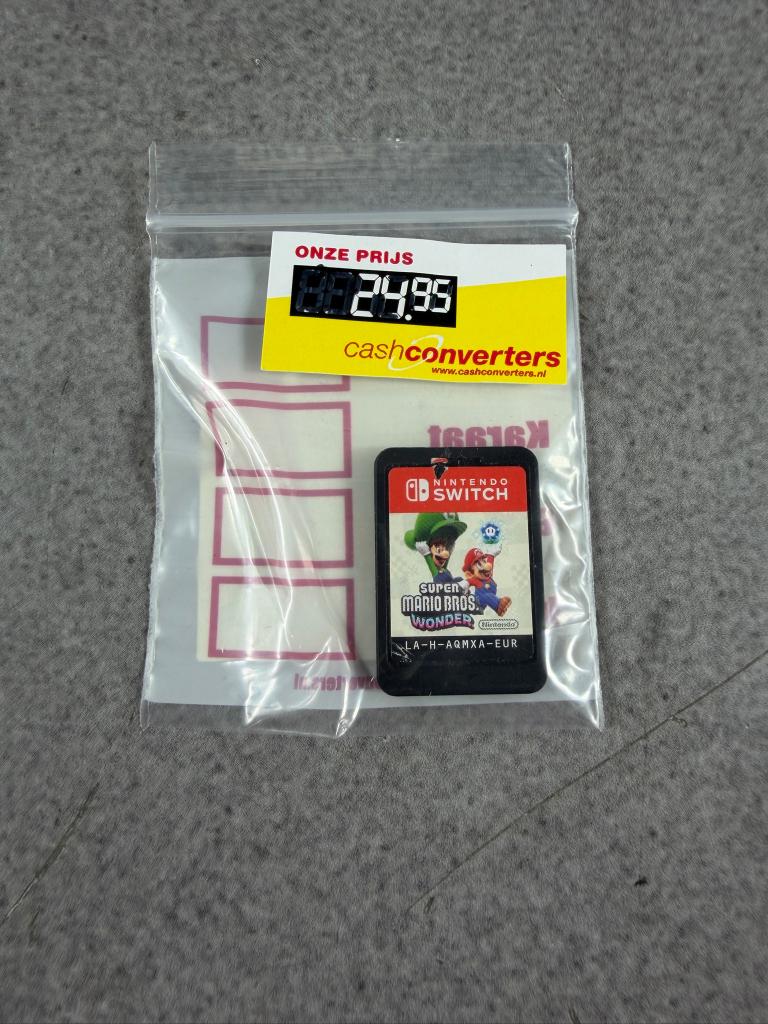 ONZE PRIJS
24.95
cashconverters
www.cashconverters.nl
Karaat
NINTENDO
SWITCH
SUPER
MARIO BROS.
WONDER
Nintendo
LA-H-AQMXA-EUR